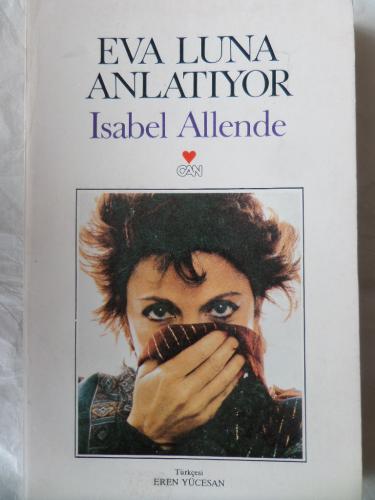 EVA LUNA
ANLATIYOR
Isabel Allende
CAN
Türkçesi
EREN YÜCESAN